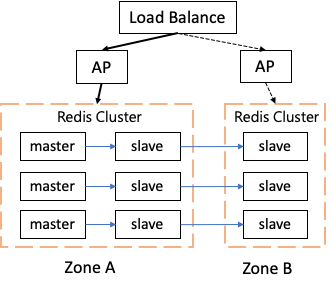 Load Balance
AP
AP
Redis Cluster
Redis Cluster
master
slave
slave
master
slave
slave
master
slave
slave
Zone A
Zone B